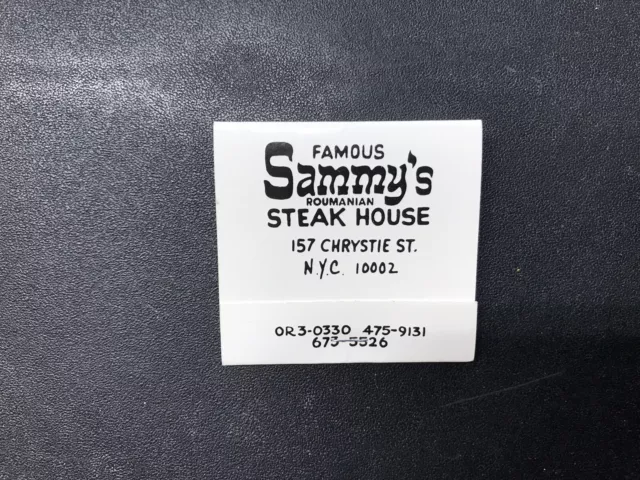 FAMOUS
Sammy's
ROUMANIAN
STEAK HOUSE
157 CHRYSTIE ST.
N.Y.C. 10002
OR3-0330 475-9131
673-5526